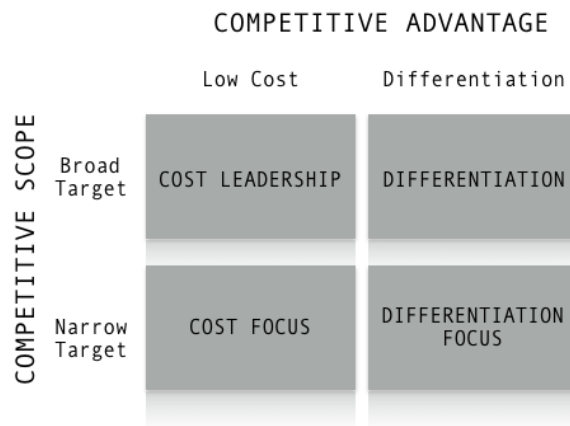 COMPETITIVE ADVANTAGE
Low Cost
Differentiation
COMPETITIVE SCOPE
Broad
Target
COST LEADERSHIP
DIFFERENTIATION
Narrow
Target
COST FOCUS
DIFFERENTIATION
FOCUS